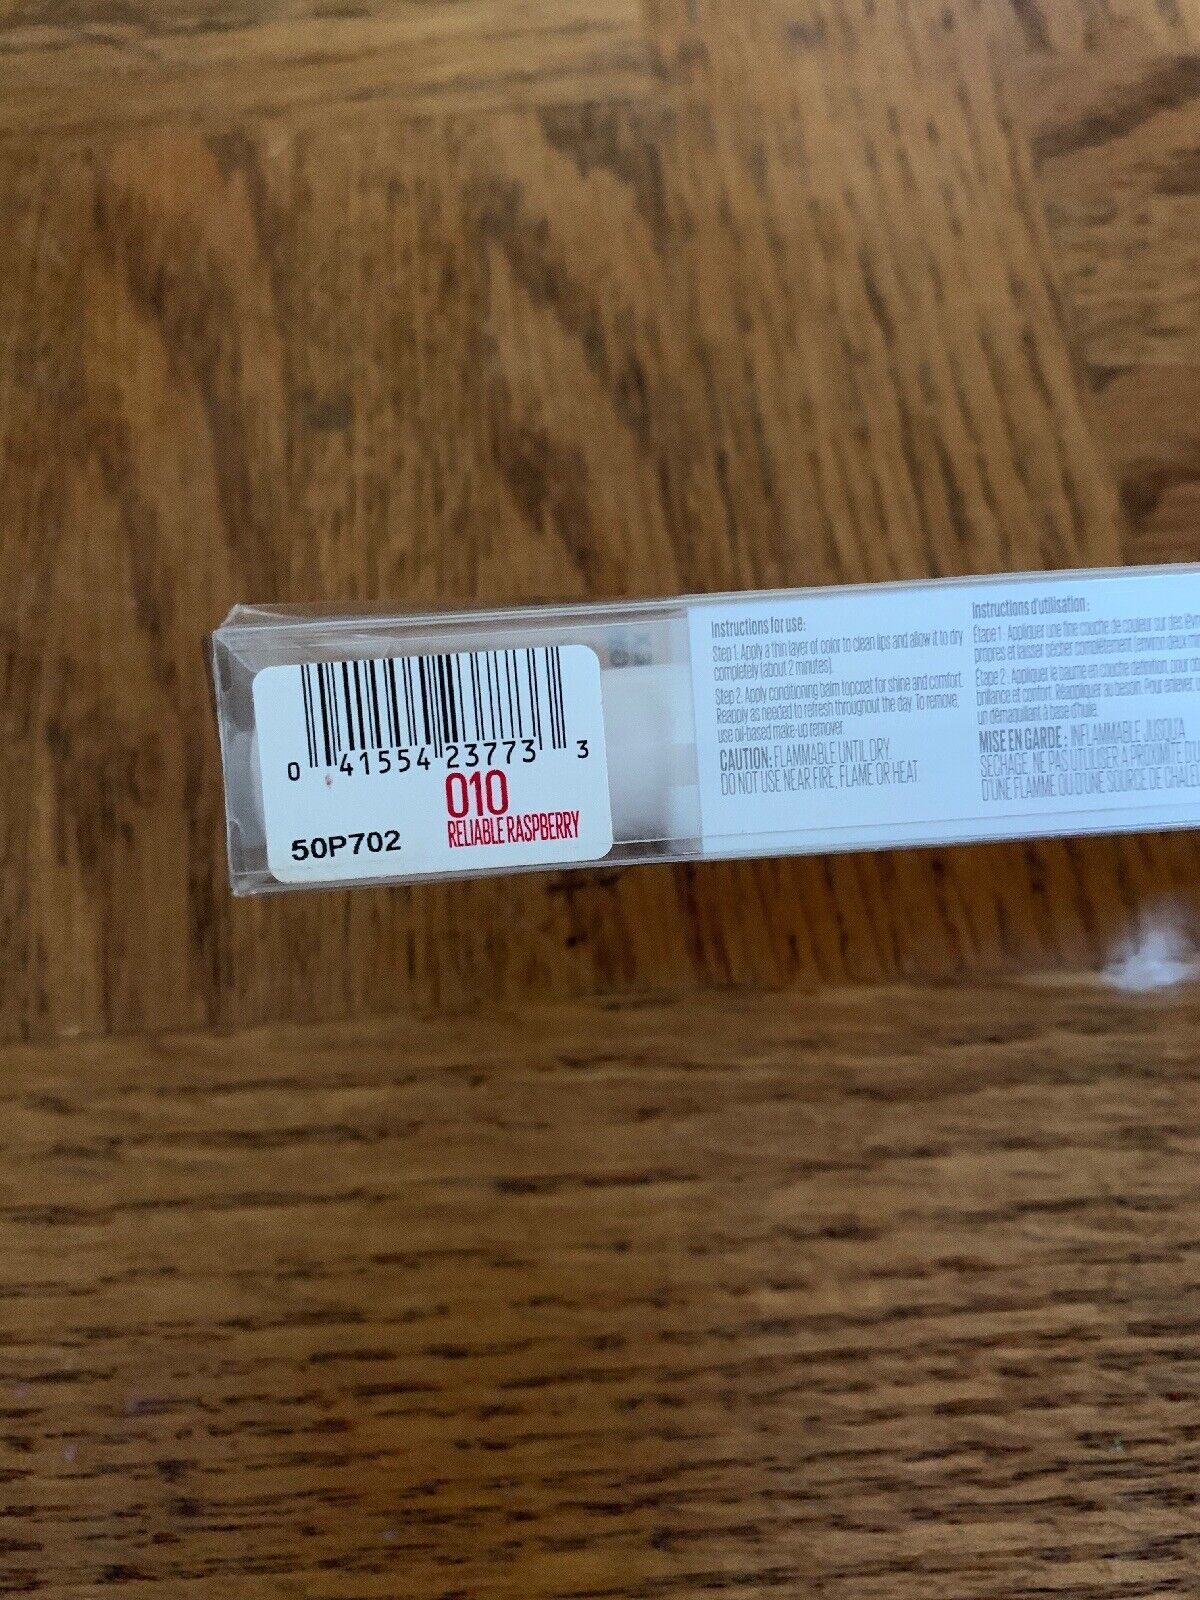 0 41554 23773 3
010
RELIABLE RASPBERRY
50P702
Instructions for use:
Step 1. Apply a thin layer of color to clean lips and allow it to dry
completely (about 2 minutes).
Step 2. Apply conditioning balm topcoat for shine and comfort.
Reapply as needed to refresh throughout the day. To remove,
use oil-based make-up remover.
CAUTION: FLAMMABLE UNTIL DRY.
DO NOT USE NEAR FIRE, FLAME OR HEAT
Instructions d'utilisation :
Étape 1 : Appliquer une fine couche de couleur sur des
propres et laisser sécher complètement (environ deux
Étape 2 : Appliquer le baume en couche de finition, pour
brillance et confort. Réappliquer au besoin. Pour enlever,
un démaquillant à base d'huile.
MISE EN GARDE : INFLAMMABLE JUSQU'À
SÉCHAGE. NE PAS UTILISER À PROXIMITÉ DU
D'UNE FLAMME OU D'UNE SOURCE DE